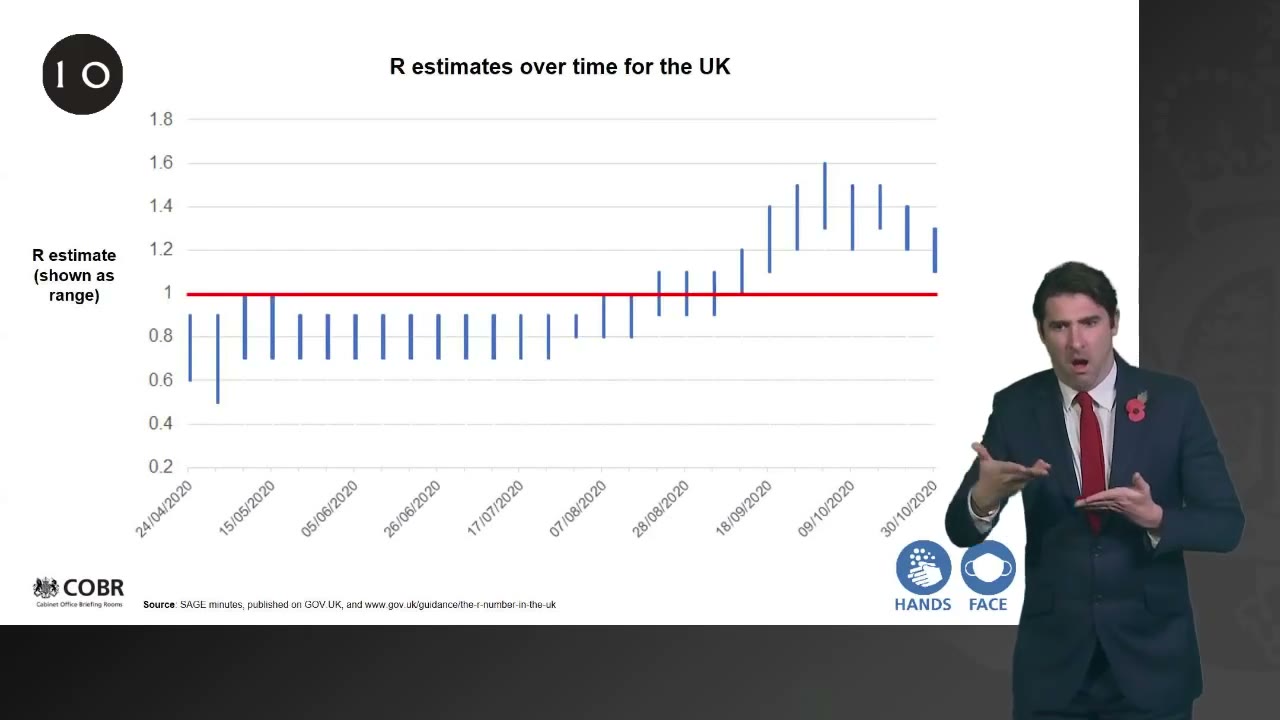 10
R estimates over time for the UK
1.8
1.6
1.4
1.2
1
0.8
0.6
0.4
0.2
R estimate
(shown as
range)
24/04/2020
15/05/2020
05/06/2020
26/06/2020
17/07/2020
07/08/2020
28/08/2020
18/09/2020
09/10/2020
30/10/2020
COBR
Cabinet Office Briefing Rooms
Source: SAGE minutes, published on GOV.UK, and www.gov.uk/guidance/the-r-number-in-the-uk
HANDS
FACE